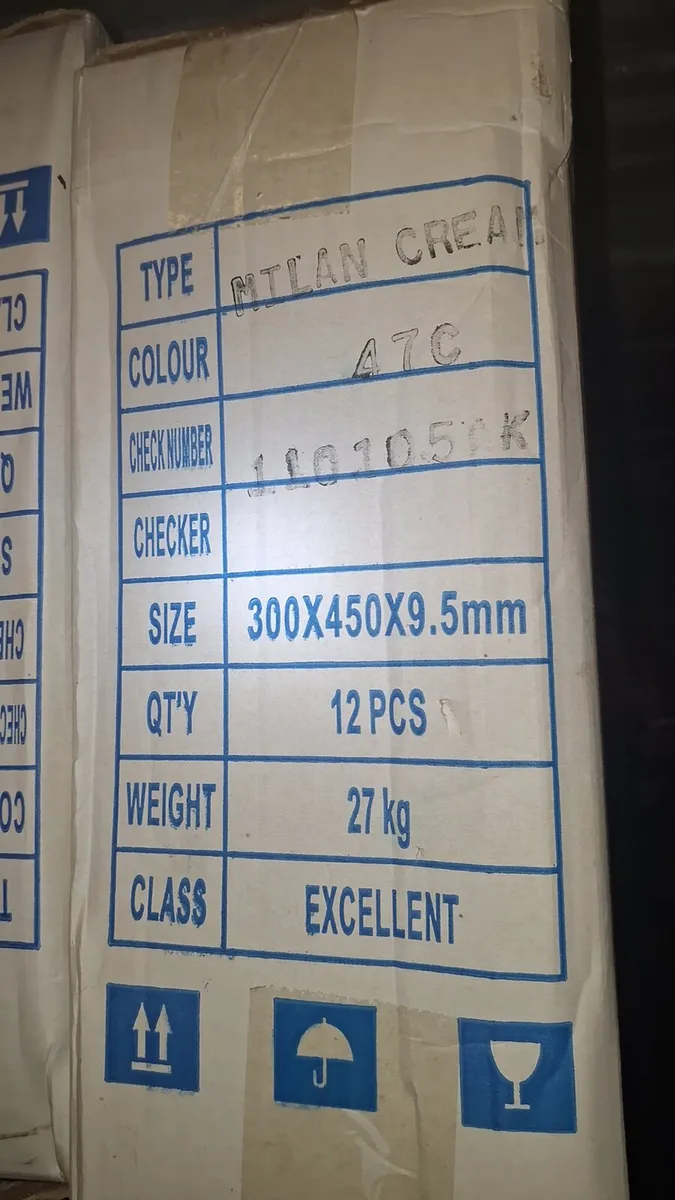 TYPE MILAN CREAM
COLOUR 47C
CHECK NUMBER
CHECKER
SIZE 300X450X9.5mm
QT'Y 12 PCS
WEIGHT 27 kg
CLASS EXCELLENT